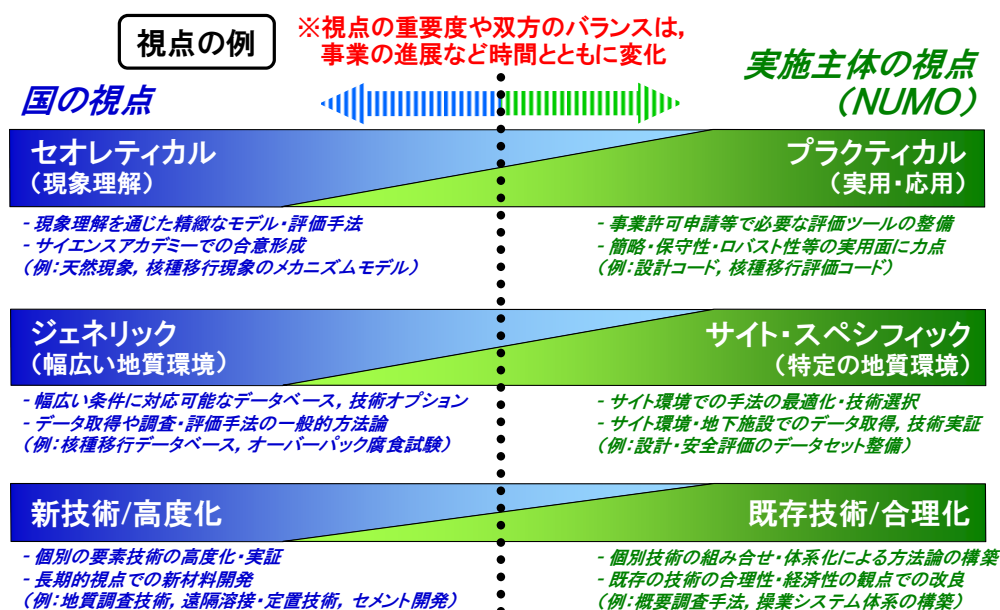 視点の例
※視点の重要度や双方のバランスは，
事業の進展など時間とともに変化
国の視点
実施主体の視点
（NUMO）
セオレティカル
（現象理解）
プラクティカル
（実用・応用）
- 現象理解を通じた精緻なモデル・評価手法
- サイエンスアカデミーでの合意形成
（例：天然現象，核種移行現象のメカニズムモデル）
- 事業許可申請等で必要な評価ツールの整備
- 簡略・保守性・ロバスト性等の実用面に力点
（例：設計コード，核種移行評価コード）
ジェネリック
（幅広い地質環境）
サイト・スペシフィック
（特定の地質環境）
- 幅広い条件に対応可能なデータベース，技術オプション
- データ取得や調査・評価手法の一般的方法論
（例：核種移行データベース，オーバーパック腐食試験）
- サイト環境での手法の最適化・技術選択
- サイト環境・地下施設でのデータ取得，技術実証
（例：設計・安全評価のデータセット整備）
新技術/高度化
既存技術/合理化
- 個別の要素技術の高度化・実証
- 長期的視点での新材料開発
（例：地質調査技術，遠隔溶接・定置技術，セメント開発）
- 個別技術の組み合せ・体系化による方法論の構築
- 既存の技術の合理性・経済性の観点での改良
（例：概要調査手法，操業システム体系の構築）